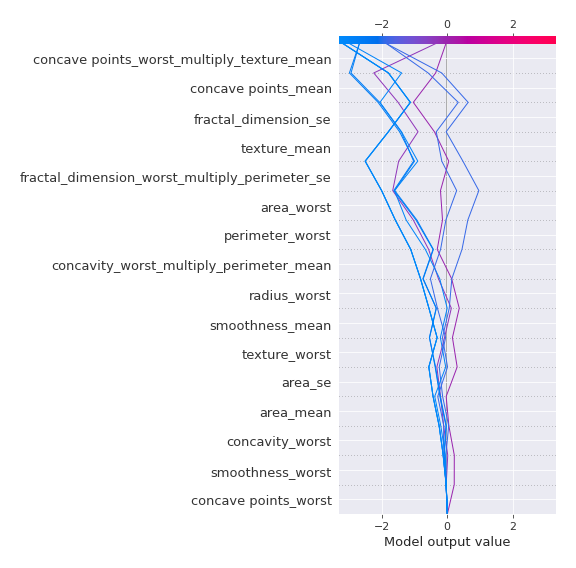 −2 0 2
concave points_worst_multiply_texture_mean
concave points_mean
fractal_dimension_se
texture_mean
fractal_dimension_worst_multiply_perimeter_se
area_worst
perimeter_worst
concavity_worst_multiply_perimeter_mean
radius_worst
smoothness_mean
texture_worst
area_se
area_mean
concavity_worst
smoothness_worst
concave points_worst
−2 0 2
Model output value